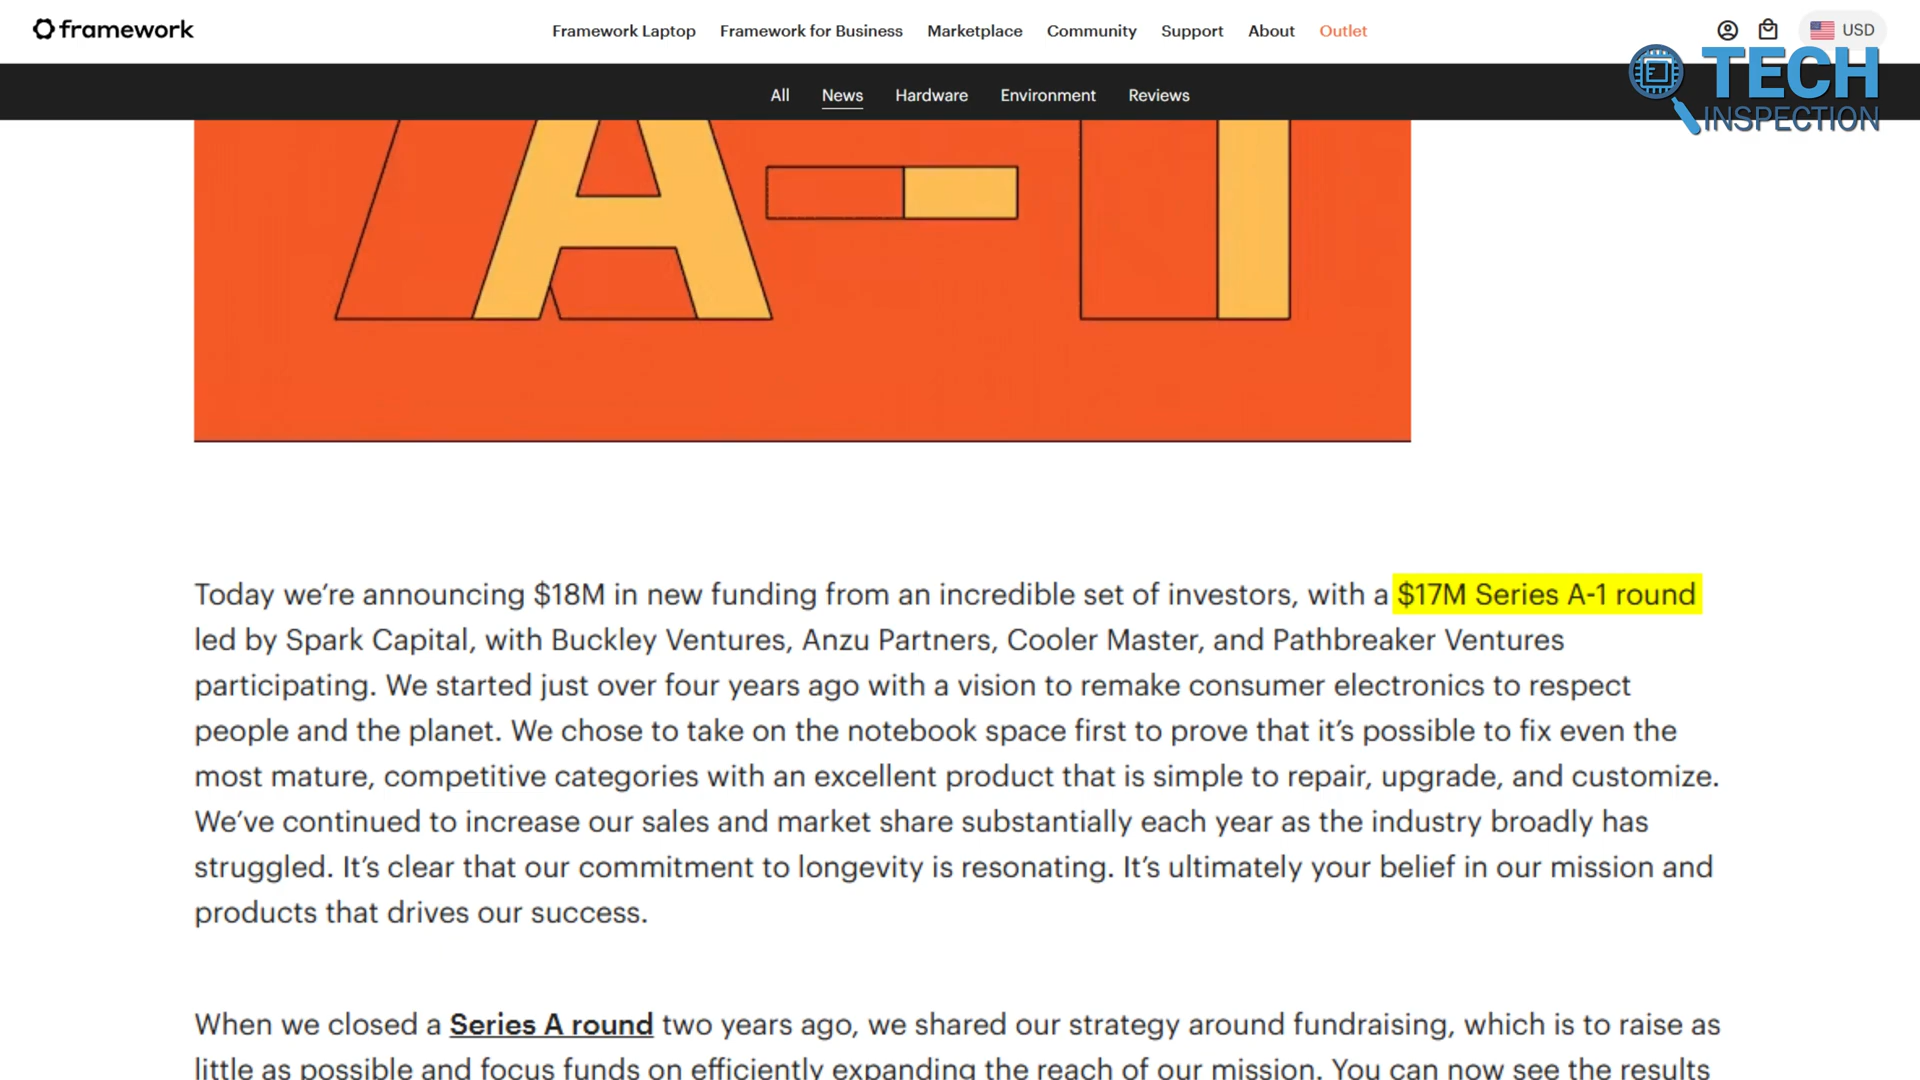 framework
Framework Laptop Framework for Business Marketplace Community Support About Outlet
USD
TECH
INSPECTION
All News Hardware Environment Reviews
A-1
Today we're announcing $18M in new funding from an incredible set of investors, with a $17M Series A-1 round
led by Spark Capital, with Buckley Ventures, Anzu Partners, Cooler Master, and Pathbreaker Ventures
participating. We started just over four years ago with a vision to remake consumer electronics to respect
people and the planet. We chose to take on the notebook space first to prove that it's possible to fix even the
most mature, competitive categories with an excellent product that is simple to repair, upgrade, and customize.
We've continued to increase our sales and market share substantially each year as the industry broadly has
struggled. It's clear that our commitment to longevity is resonating. It's ultimately your belief in our mission and
products that drives our success.
When we closed a Series A round two years ago, we shared our strategy around fundraising, which is to raise as
little as possible and focus funds on efficiently expanding the reach of our mission. You can now see the results